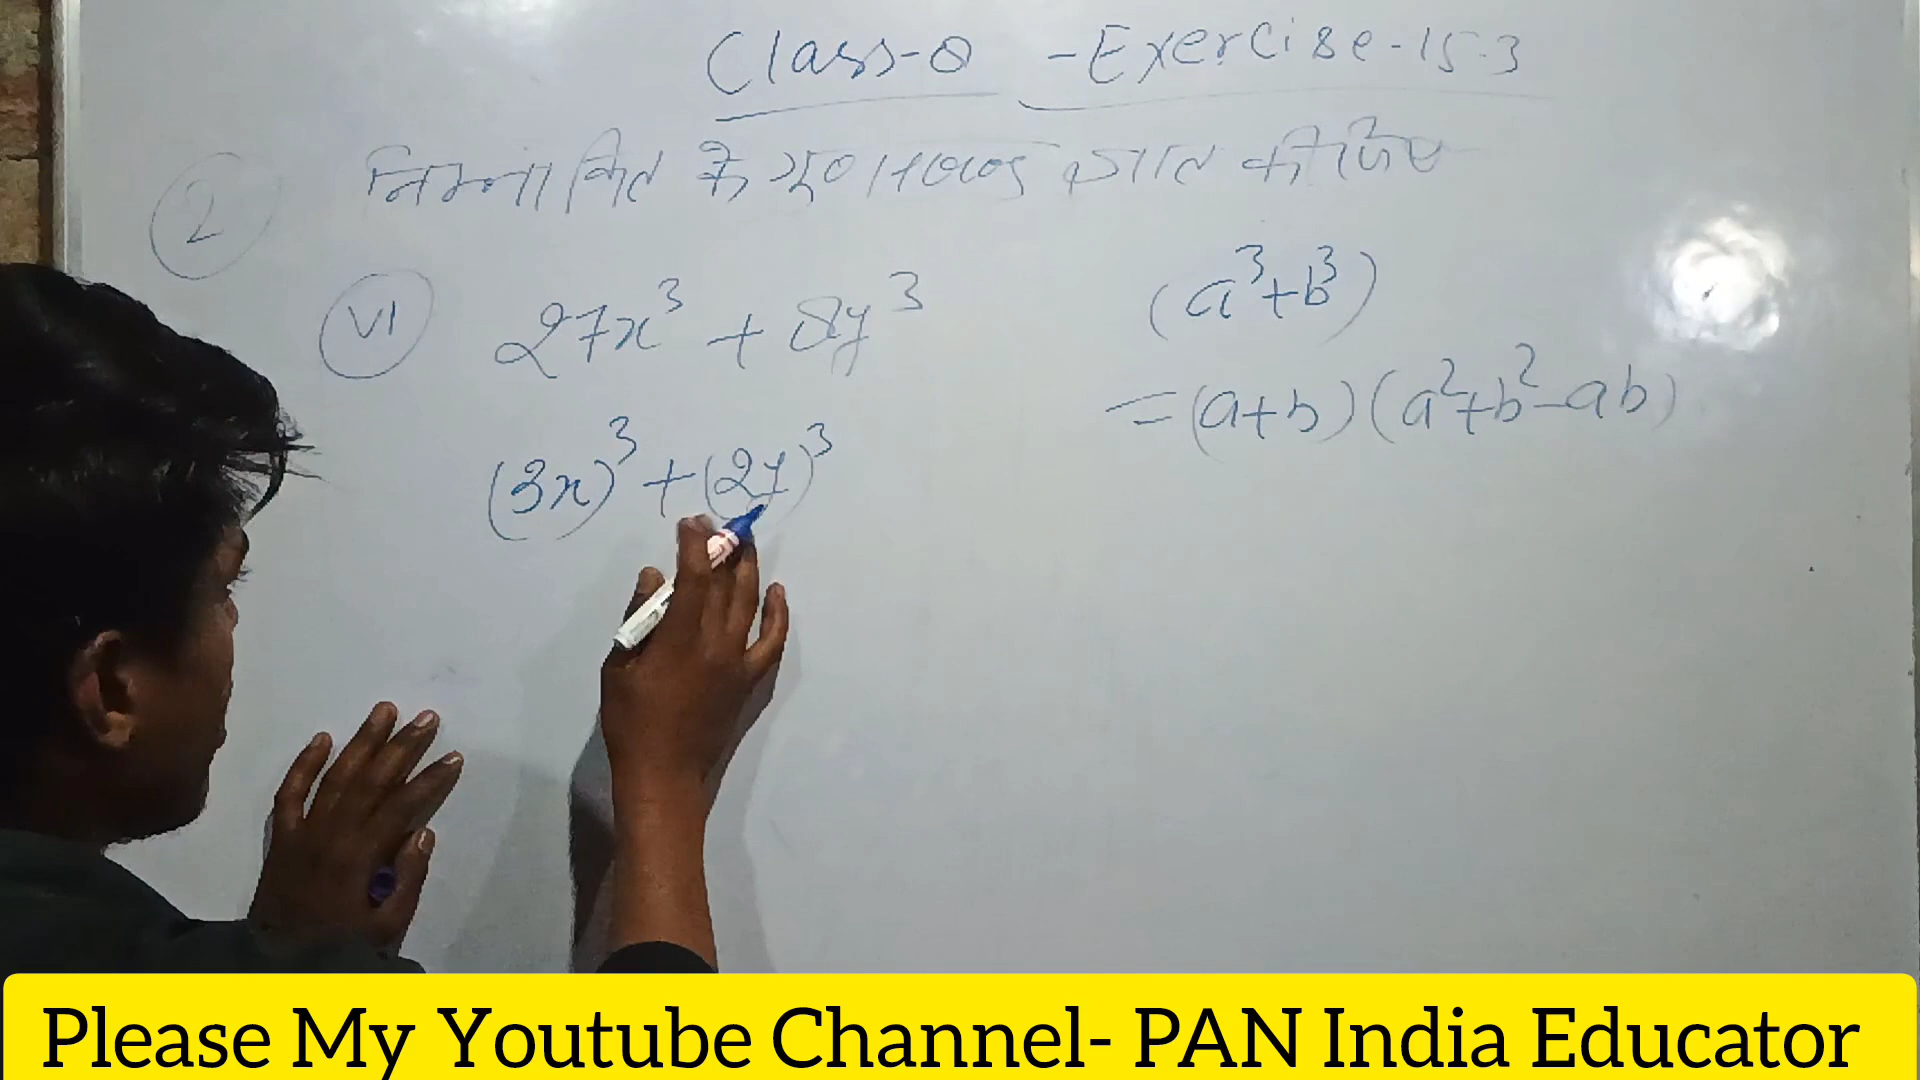 Class-8 -Exercise-15.3
2 निम्नांकित के गुणनखण्ड ज्ञात कीजिए
VI 27x³ + 8y³
(3x)³ + (2y)³
(a³+b³)
=(a+b)(a²+b²-ab)
Please My Youtube Channel- PAN India Educator